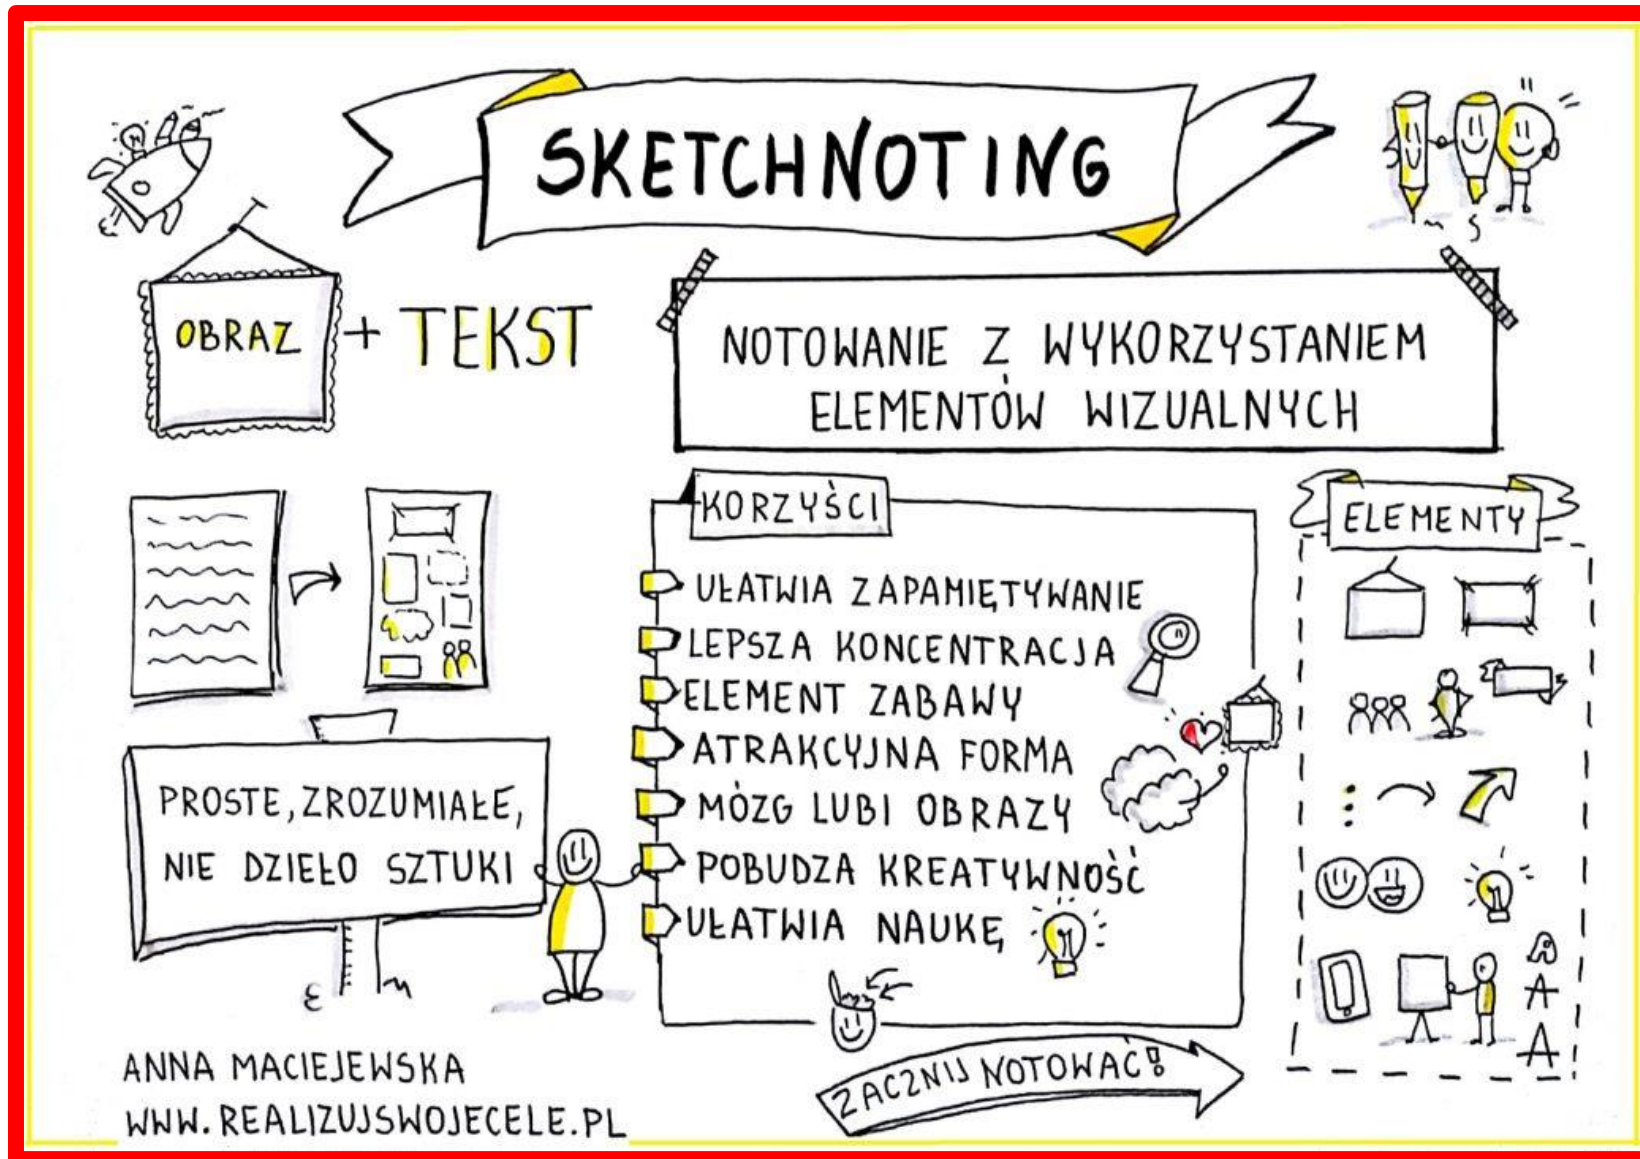 SKETCHNOTING
OBRAZ + TEKST
NOTOWANIE Z WYKORZYSTANIEM
ELEMENTÓW WIZUALNYCH
PROSTE, ZROZUMIAŁE,
NIE DZIEŁO SZTUKI
KORZYŚCI
UŁATWIA ZAPAMIĘTYWANIE
LEPSZA KONCENTRACJA
ELEMENT ZABAWY
ATRAKCYJNA FORMA
MÓZG LUBI OBRAZY
POBUDZA KREATYWNOŚĆ
UŁATWIA NAUKĘ
ELEMENTY
A
A
A
ZACZNIJ NOTOWAĆ!
ANNA MACIEJEWSKA
WWW.REALIZUJSWOJECELE.PL